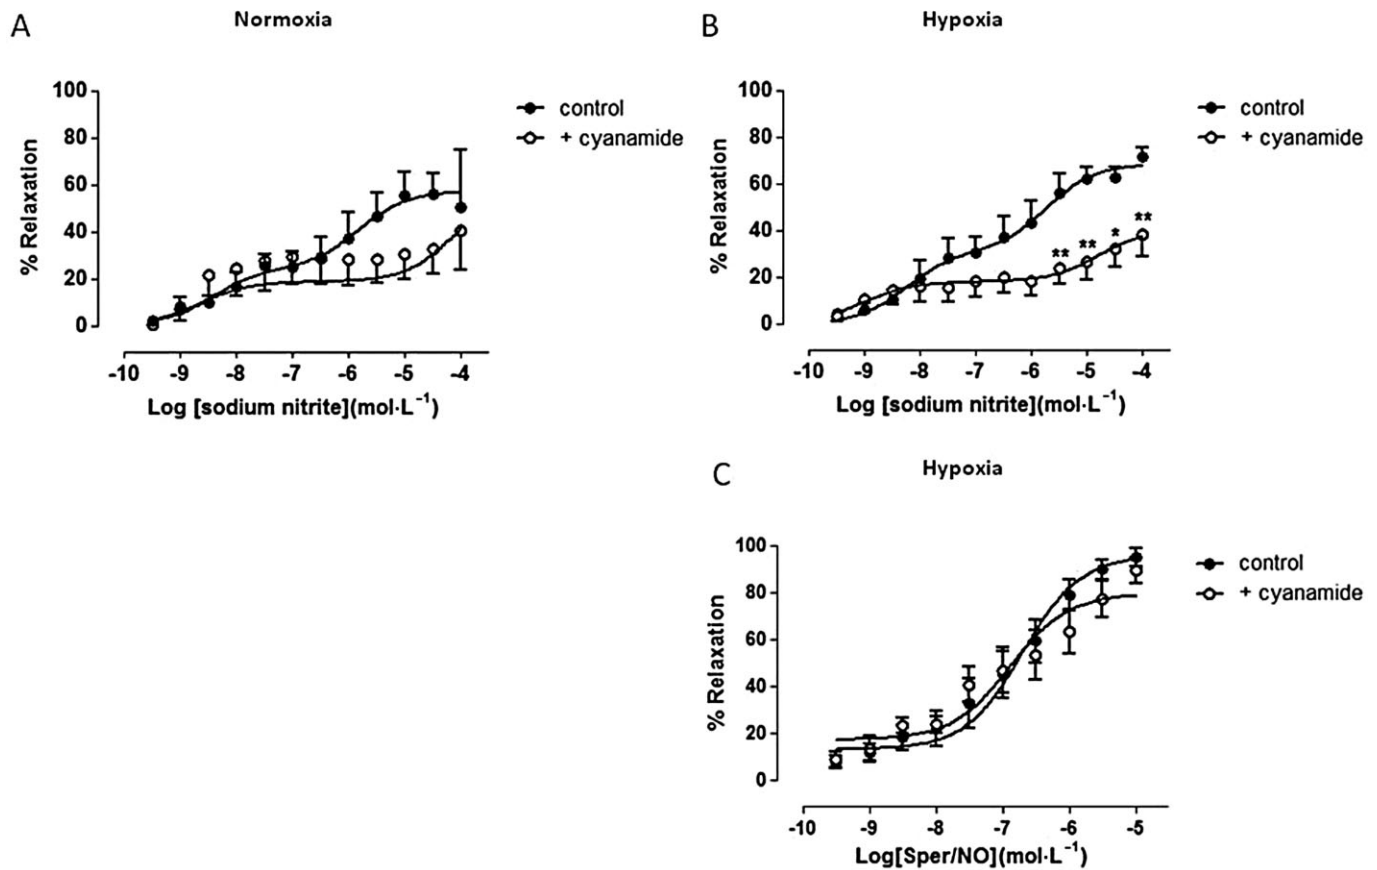 A
Normoxia
100
80
60
40
20
0
% Relaxation
-10 -9 -8 -7 -6 -5 -4
Log [sodium nitrite](mol·L⁻¹)
control
+ cyanamide
B
Hypoxia
100
80
60
40
20
0
% Relaxation
** ** * **
-10 -9 -8 -7 -6 -5 -4
Log [sodium nitrite](mol·L⁻¹)
control
+ cyanamide
C
Hypoxia
100
80
60
40
20
0
% Relaxation
-10 -9 -8 -7 -6 -5
Log[Sper/NO](mol·L⁻¹)
control
+ cyanamide